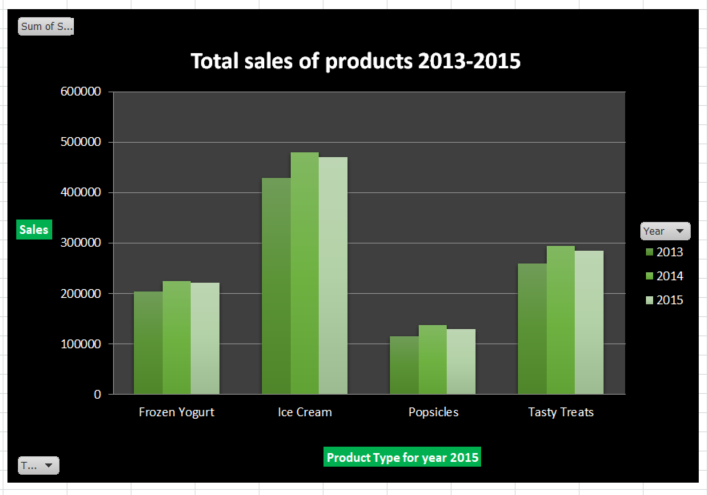 Sum of S...
Total sales of products 2013-2015
600000
500000
400000
300000
200000
100000
0
Sales
Year
2013
2014
2015
Frozen Yogurt
Ice Cream
Popsicles
Tasty Treats
Product Type for year 2015
T...